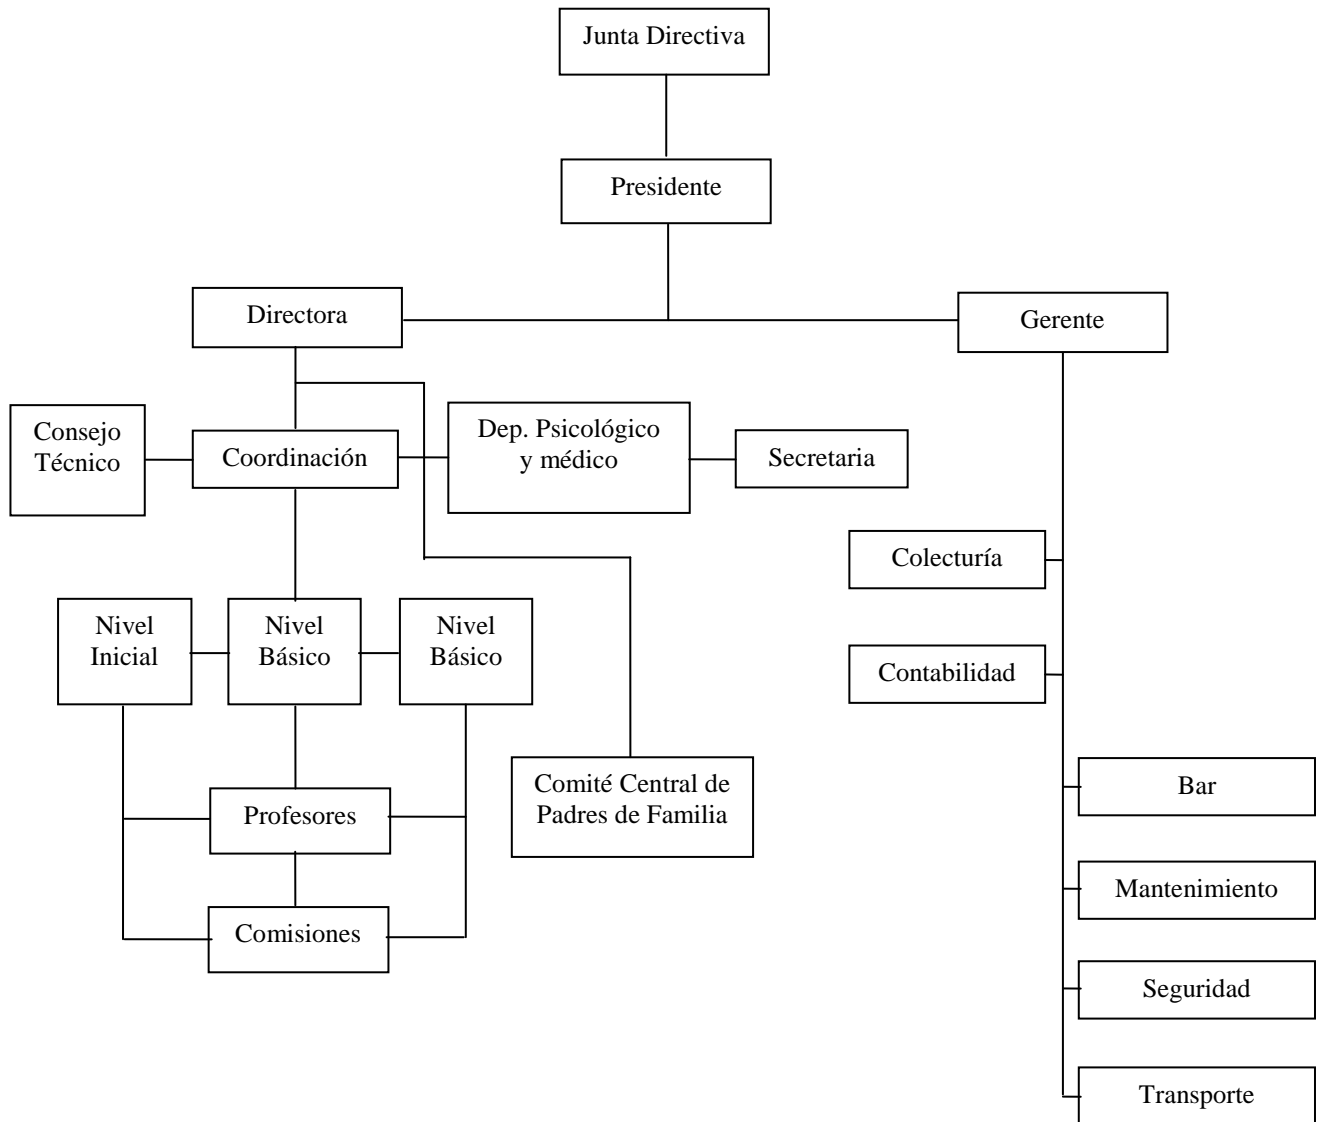 Junta Directiva
Presidente
Directora
Gerente
Consejo
Técnico
Coordinación
Dep. Psicológico
y médico
Secretaria
Colecturía
Nivel
Inicial
Nivel
Básico
Nivel
Básico
Contabilidad
Comité Central de
Padres de Familia
Bar
Profesores
Mantenimiento
Comisiones
Seguridad
Transporte